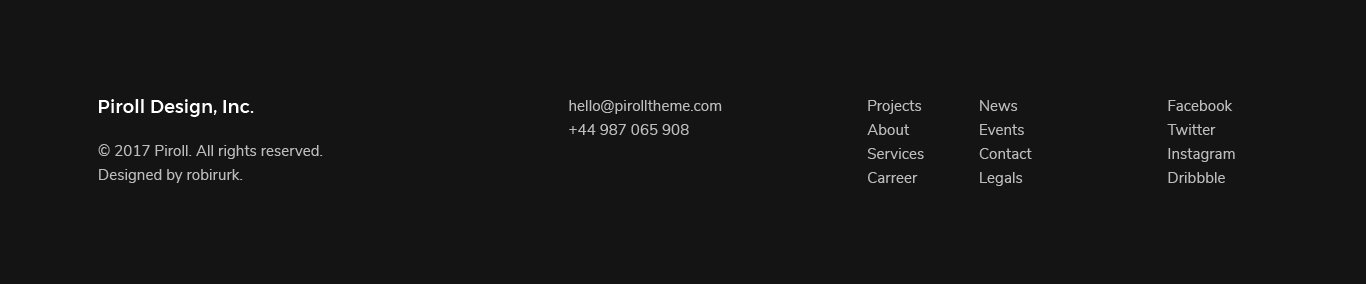 Piroll Design, Inc.
© 2017 Piroll. All rights reserved.
Designed by robirurk.
hello@pirolltheme.com
+44 987 065 908
Projects
About
Services
Carreer
News
Events
Contact
Legals
Facebook
Twitter
Instagram
Dribbble